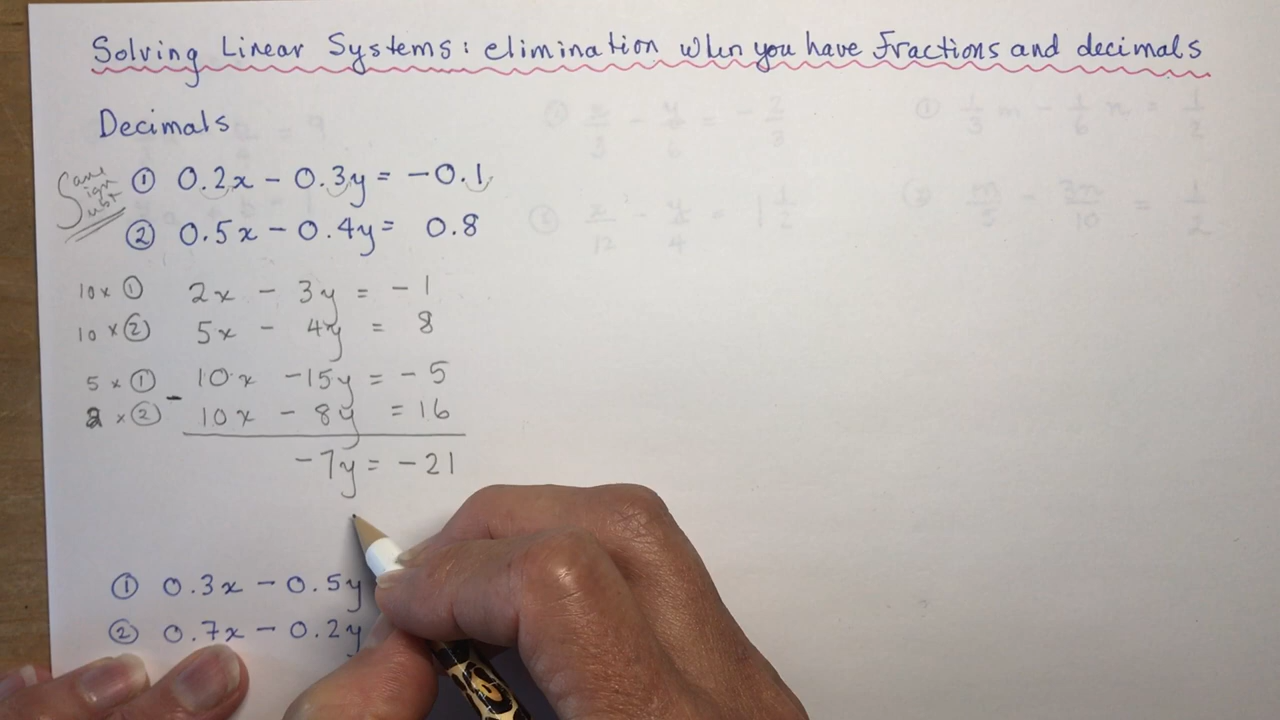 Solving Linear Systems: elimination when you have Fractions and decimals
Decimals
Same Sign Subt
① 0.2x - 0.3y = -0.1
② 0.5x - 0.4y = 0.8
10x ① 2x - 3y = -1
10 x ② 5x - 4y = 8
5 x ① 10x - 15y = -5
2 x ② - 10x - 8y = 16
-7y = -21
① 0.3x - 0.5y
② 0.7x - 0.2y